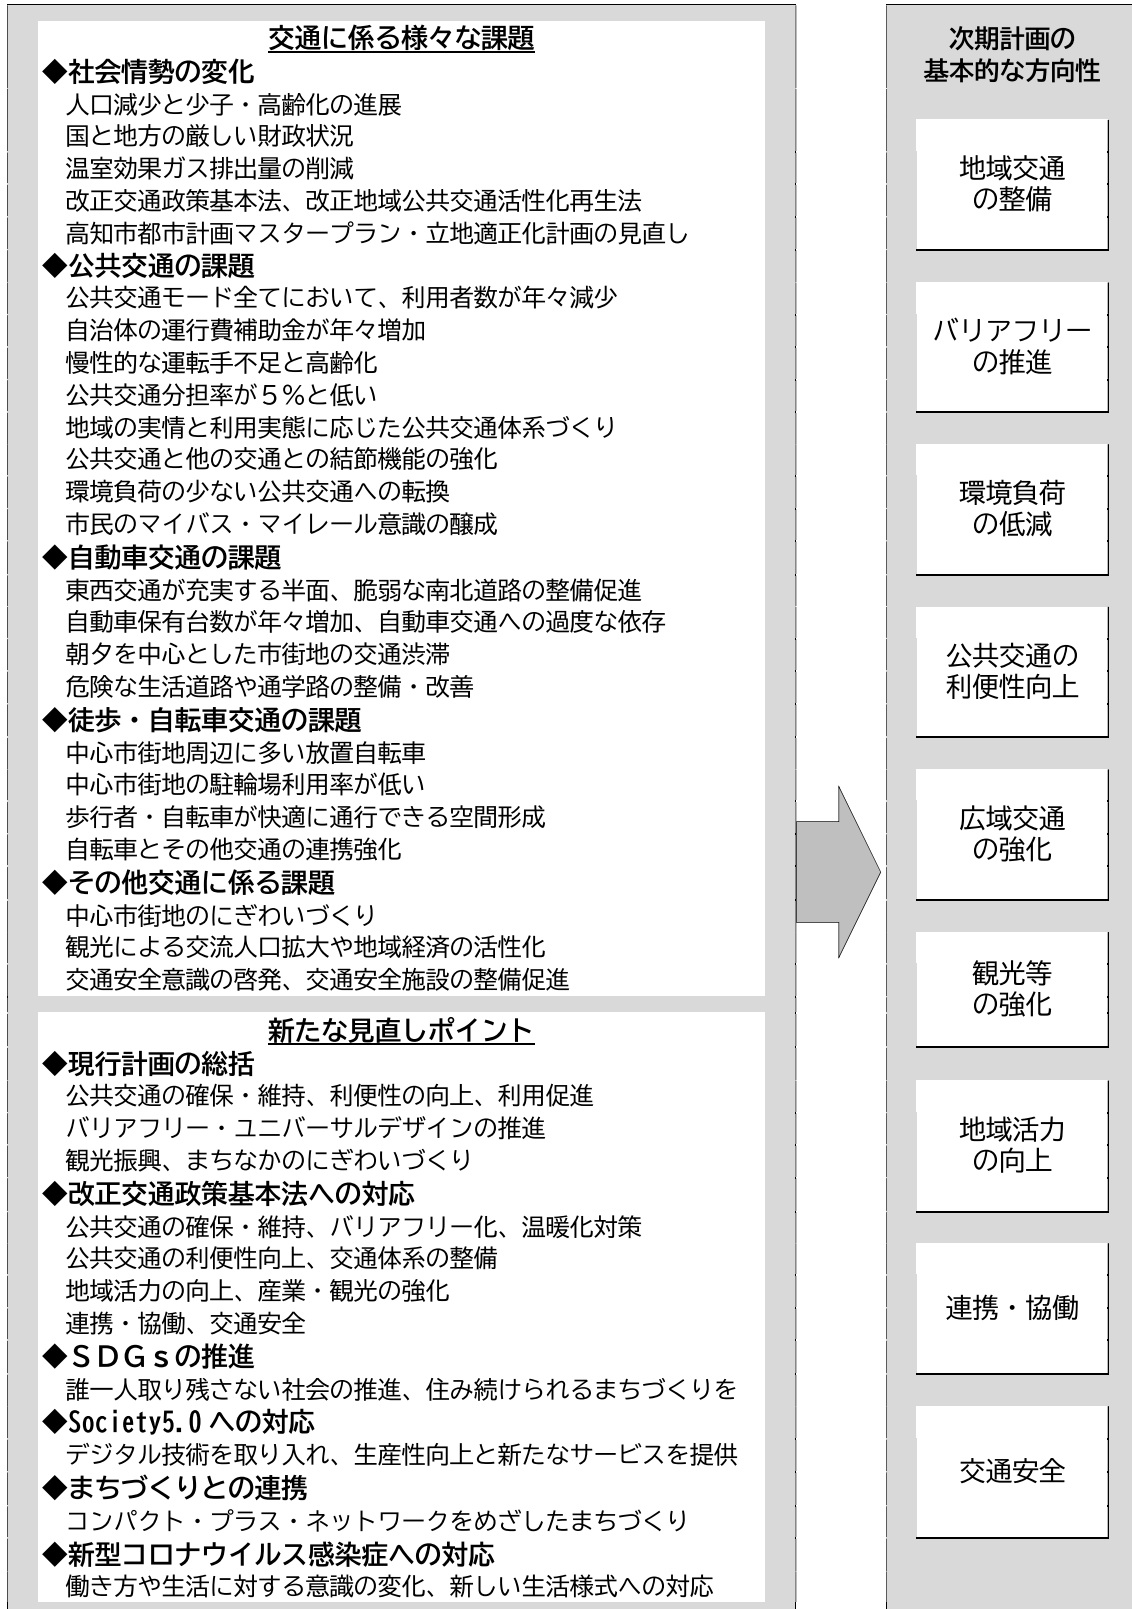 交通に係る様々な課題
◆社会情勢の変化
人口減少と少子・高齢化の進展
国と地方の厳しい財政状況
温室効果ガス排出量の削減
改正交通政策基本法、改正地域公共交通活性化再生法
高知市都市計画マスタープラン・立地適正化計画の見直し
◆公共交通の課題
公共交通モード全てにおいて、利用者数が年々減少
自治体の運行費補助金が年々増加
慢性的な運転手不足と高齢化
公共交通分担率が５％と低い
地域の実情と利用実態に応じた公共交通体系づくり
公共交通と他の交通との結節機能の強化
環境負荷の少ない公共交通への転換
市民のマイバス・マイレール意識の醸成
◆自動車交通の課題
東西交通が充実する半面、脆弱な南北道路の整備促進
自動車保有台数が年々増加、自動車交通への過度な依存
朝夕を中心とした市街地の交通渋滞
危険な生活道路や通学路の整備・改善
◆徒歩・自転車交通の課題
中心市街地周辺に多い放置自転車
中心市街地の駐輪場利用率が低い
歩行者・自転車が快適に通行できる空間形成
自転車とその他交通の連携強化
◆その他交通に係る課題
中心市街地のにぎわいづくり
観光による交流人口拡大や地域経済の活性化
交通安全意識の啓発、交通安全施設の整備促進
新たな見直しポイント
◆現行計画の総括
公共交通の確保・維持、利便性の向上、利用促進
バリアフリー・ユニバーサルデザインの推進
観光振興、まちなかのにぎわいづくり
◆改正交通政策基本法への対応
公共交通の確保・維持、バリアフリー化、温暖化対策
公共交通の利便性向上、交通体系の整備
地域活力の向上、産業・観光の強化
連携・協働、交通安全
◆ＳＤＧｓの推進
誰一人取り残さない社会の推進、住み続けられるまちづくりを
◆Society5.0 への対応
デジタル技術を取り入れ、生産性向上と新たなサービスを提供
◆まちづくりとの連携
コンパクト・プラス・ネットワークをめざしたまちづくり
◆新型コロナウイルス感染症への対応
働き方や生活に対する意識の変化、新しい生活様式への対応
次期計画の
基本的な方向性
地域交通
の整備
バリアフリー
の推進
環境負荷
の低減
公共交通の
利便性向上
広域交通
の強化
観光等
の強化
地域活力
の向上
連携・協働
交通安全